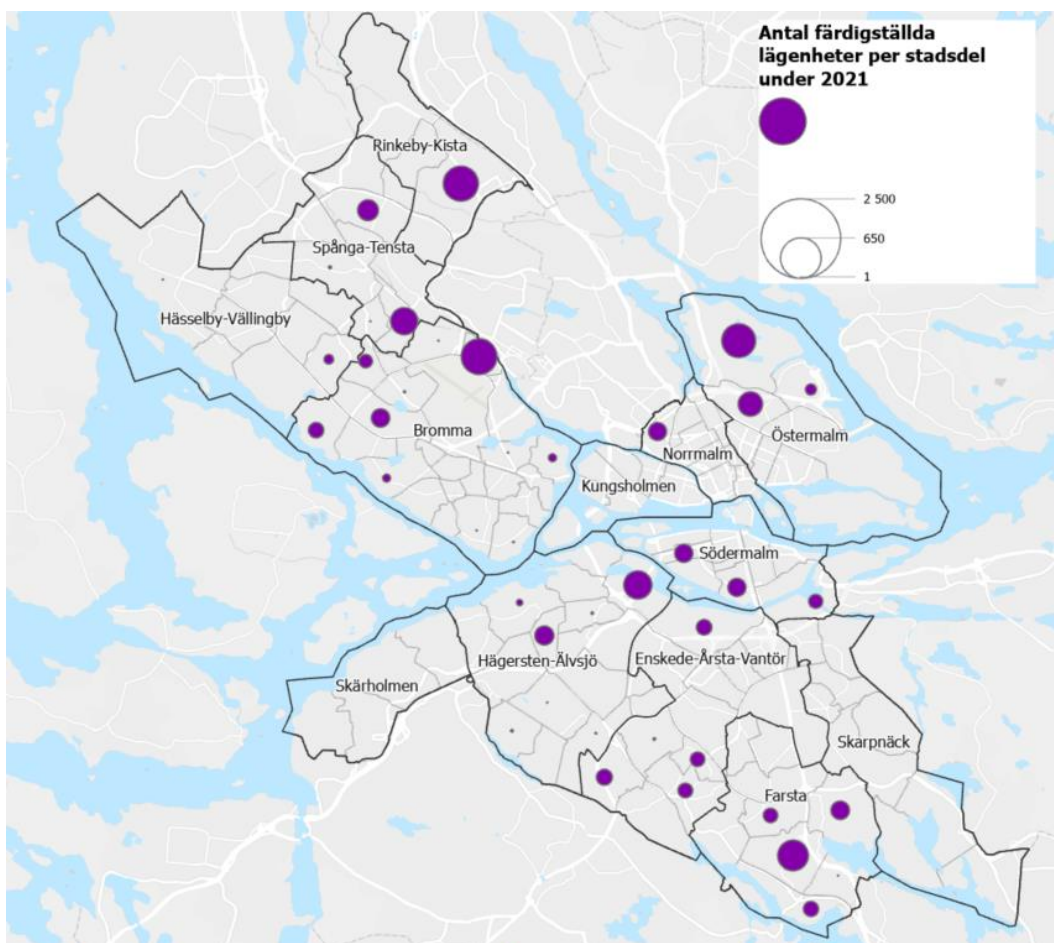 Antal färdigställda
lägenheter per stadsdel
under 2021
2 500
650
1
Rinkeby-Kista
Spånga-Tensta
Hässelby-Vällingby
Bromma
Östermalm
Norrmalm
Kungsholmen
Södermalm
Hägersten-Älvsjö
Enskede-Årsta-Vantör
Skärholmen
Skarpnäck
Farsta